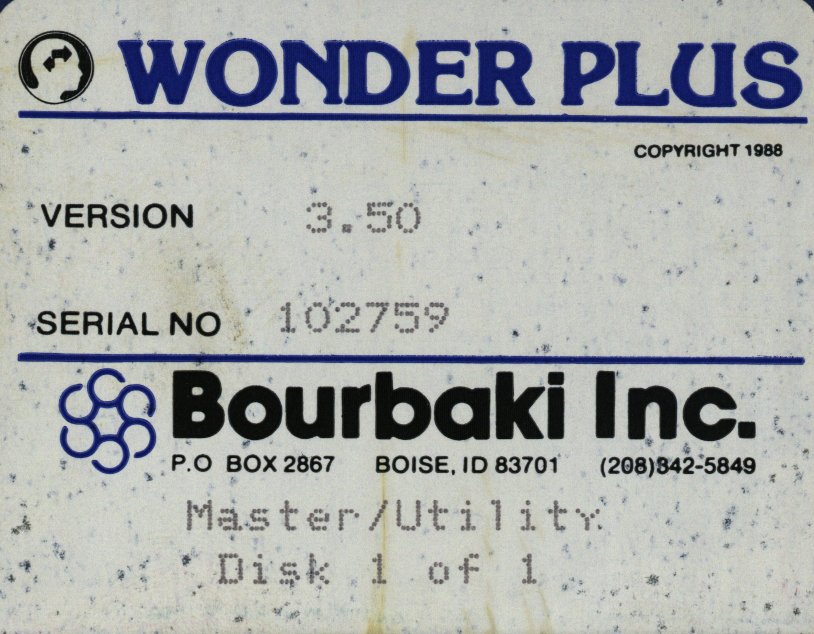 WONDER PLUS
COPYRIGHT 1988
VERSION 3.50
SERIAL NO 102759
Bourbaki Inc.
P.O BOX 2867 BOISE, ID 83701 (208)342-5849
Master/Utility
Disk 1 of 1